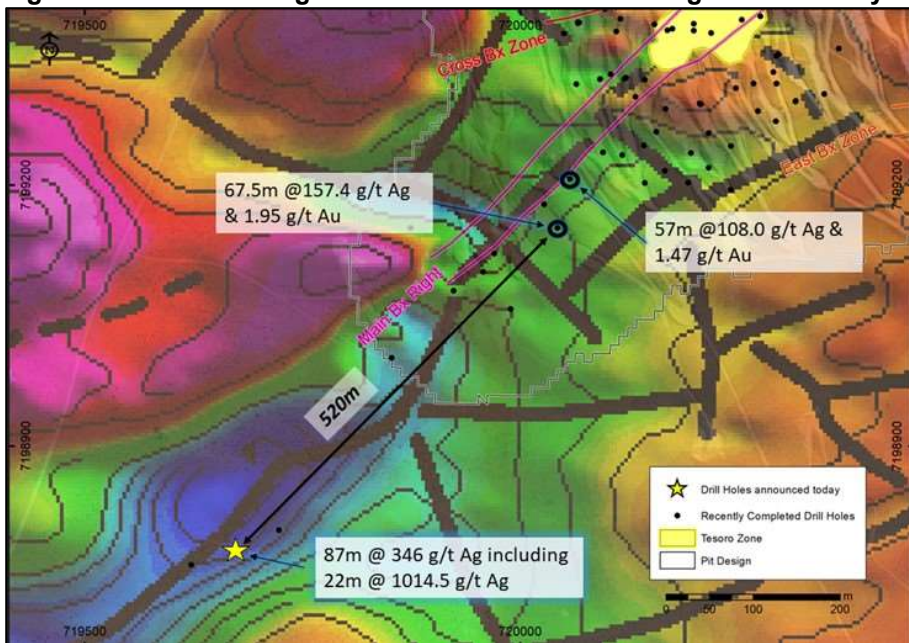 719500
720000
Cross Bx Zone
East Bx Zone
7199200
7199200
67.5m @157.4 g/t Ag
& 1.95 g/t Au
57m @108.0 g/t Ag &
1.47 g/t Au
Main Bx Right
520m
7198900
7198900
87m @ 346 g/t Ag including
22m @ 1014.5 g/t Ag
Drill Holes announced today
Recently Completed Drill Holes
Tesoro Zone
Pit Design
0 50 100 200
m
719500
720000